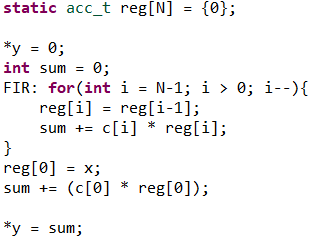 static acc_t reg[N] = {0};
*y = 0;
int sum = 0;
FIR: for(int i = N-1; i > 0; i--){
    reg[i] = reg[i-1];
    sum += c[i] * reg[i];
}
reg[0] = x;
sum += (c[0] * reg[0]);
*y = sum;